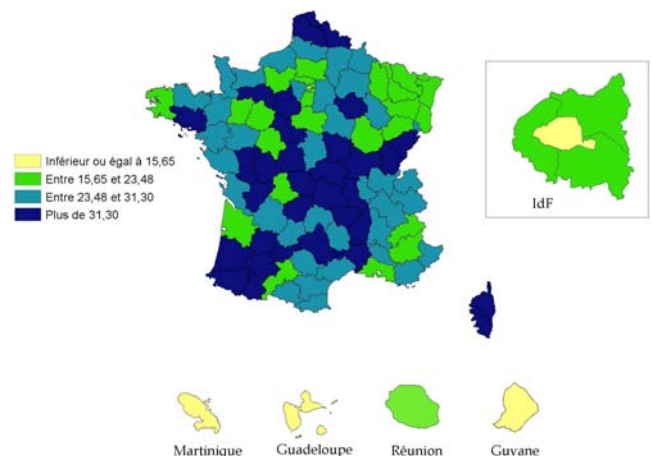 Inférieur ou égal à 15,65
Entre 15,65 et 23,48
Entre 23,48 et 31,30
Plus de 31,30
IdF
Martinique
Guadeloupe
Réunion
Guyane